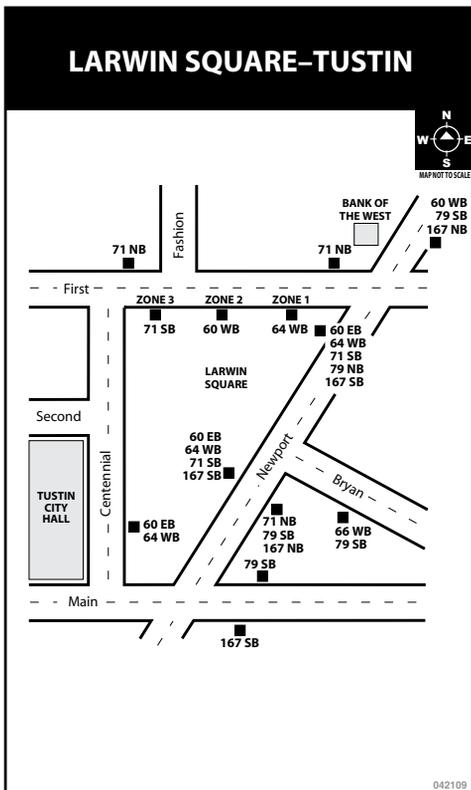 LARWIN SQUARE–TUSTIN
N
W E
S
MAP NOT TO SCALE
60 WB
79 SB
167 NB
BANK OF
THE WEST
Fashion
71 NB
71 NB
First
ZONE 3
ZONE 2
ZONE 1
71 SB
60 WB
64 WB
60 EB
64 WB
71 SB
79 NB
167 SB
LARWIN
SQUARE
Second
60 EB
64 WB
71 SB
167 SB
Newport
Bryan
Centennial
TUSTIN
CITY
HALL
60 EB
64 WB
71 NB
79 SB
167 NB
66 WB
79 SB
79 SB
Main
167 SB
042109